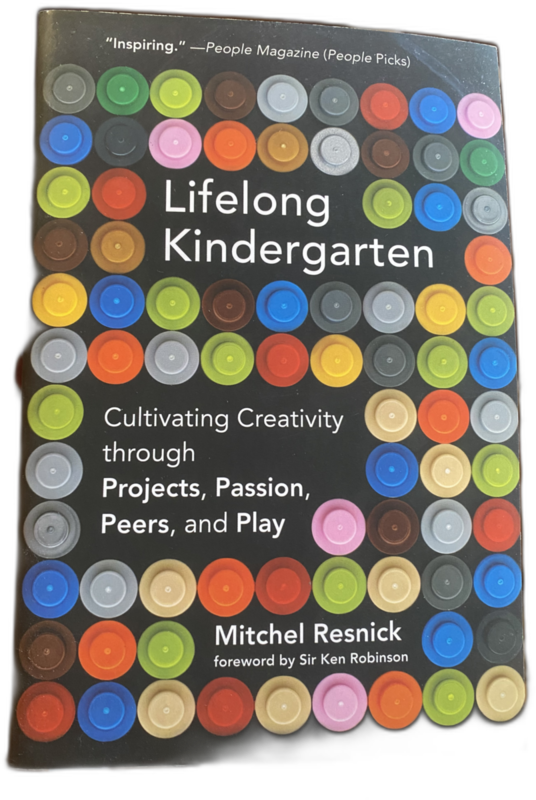 "Inspiring." —People Magazine (People Picks)
Lifelong
Kindergarten
Cultivating Creativity
through
Projects, Passion,
Peers, and Play
Mitchel Resnick
foreword by Sir Ken Robinson